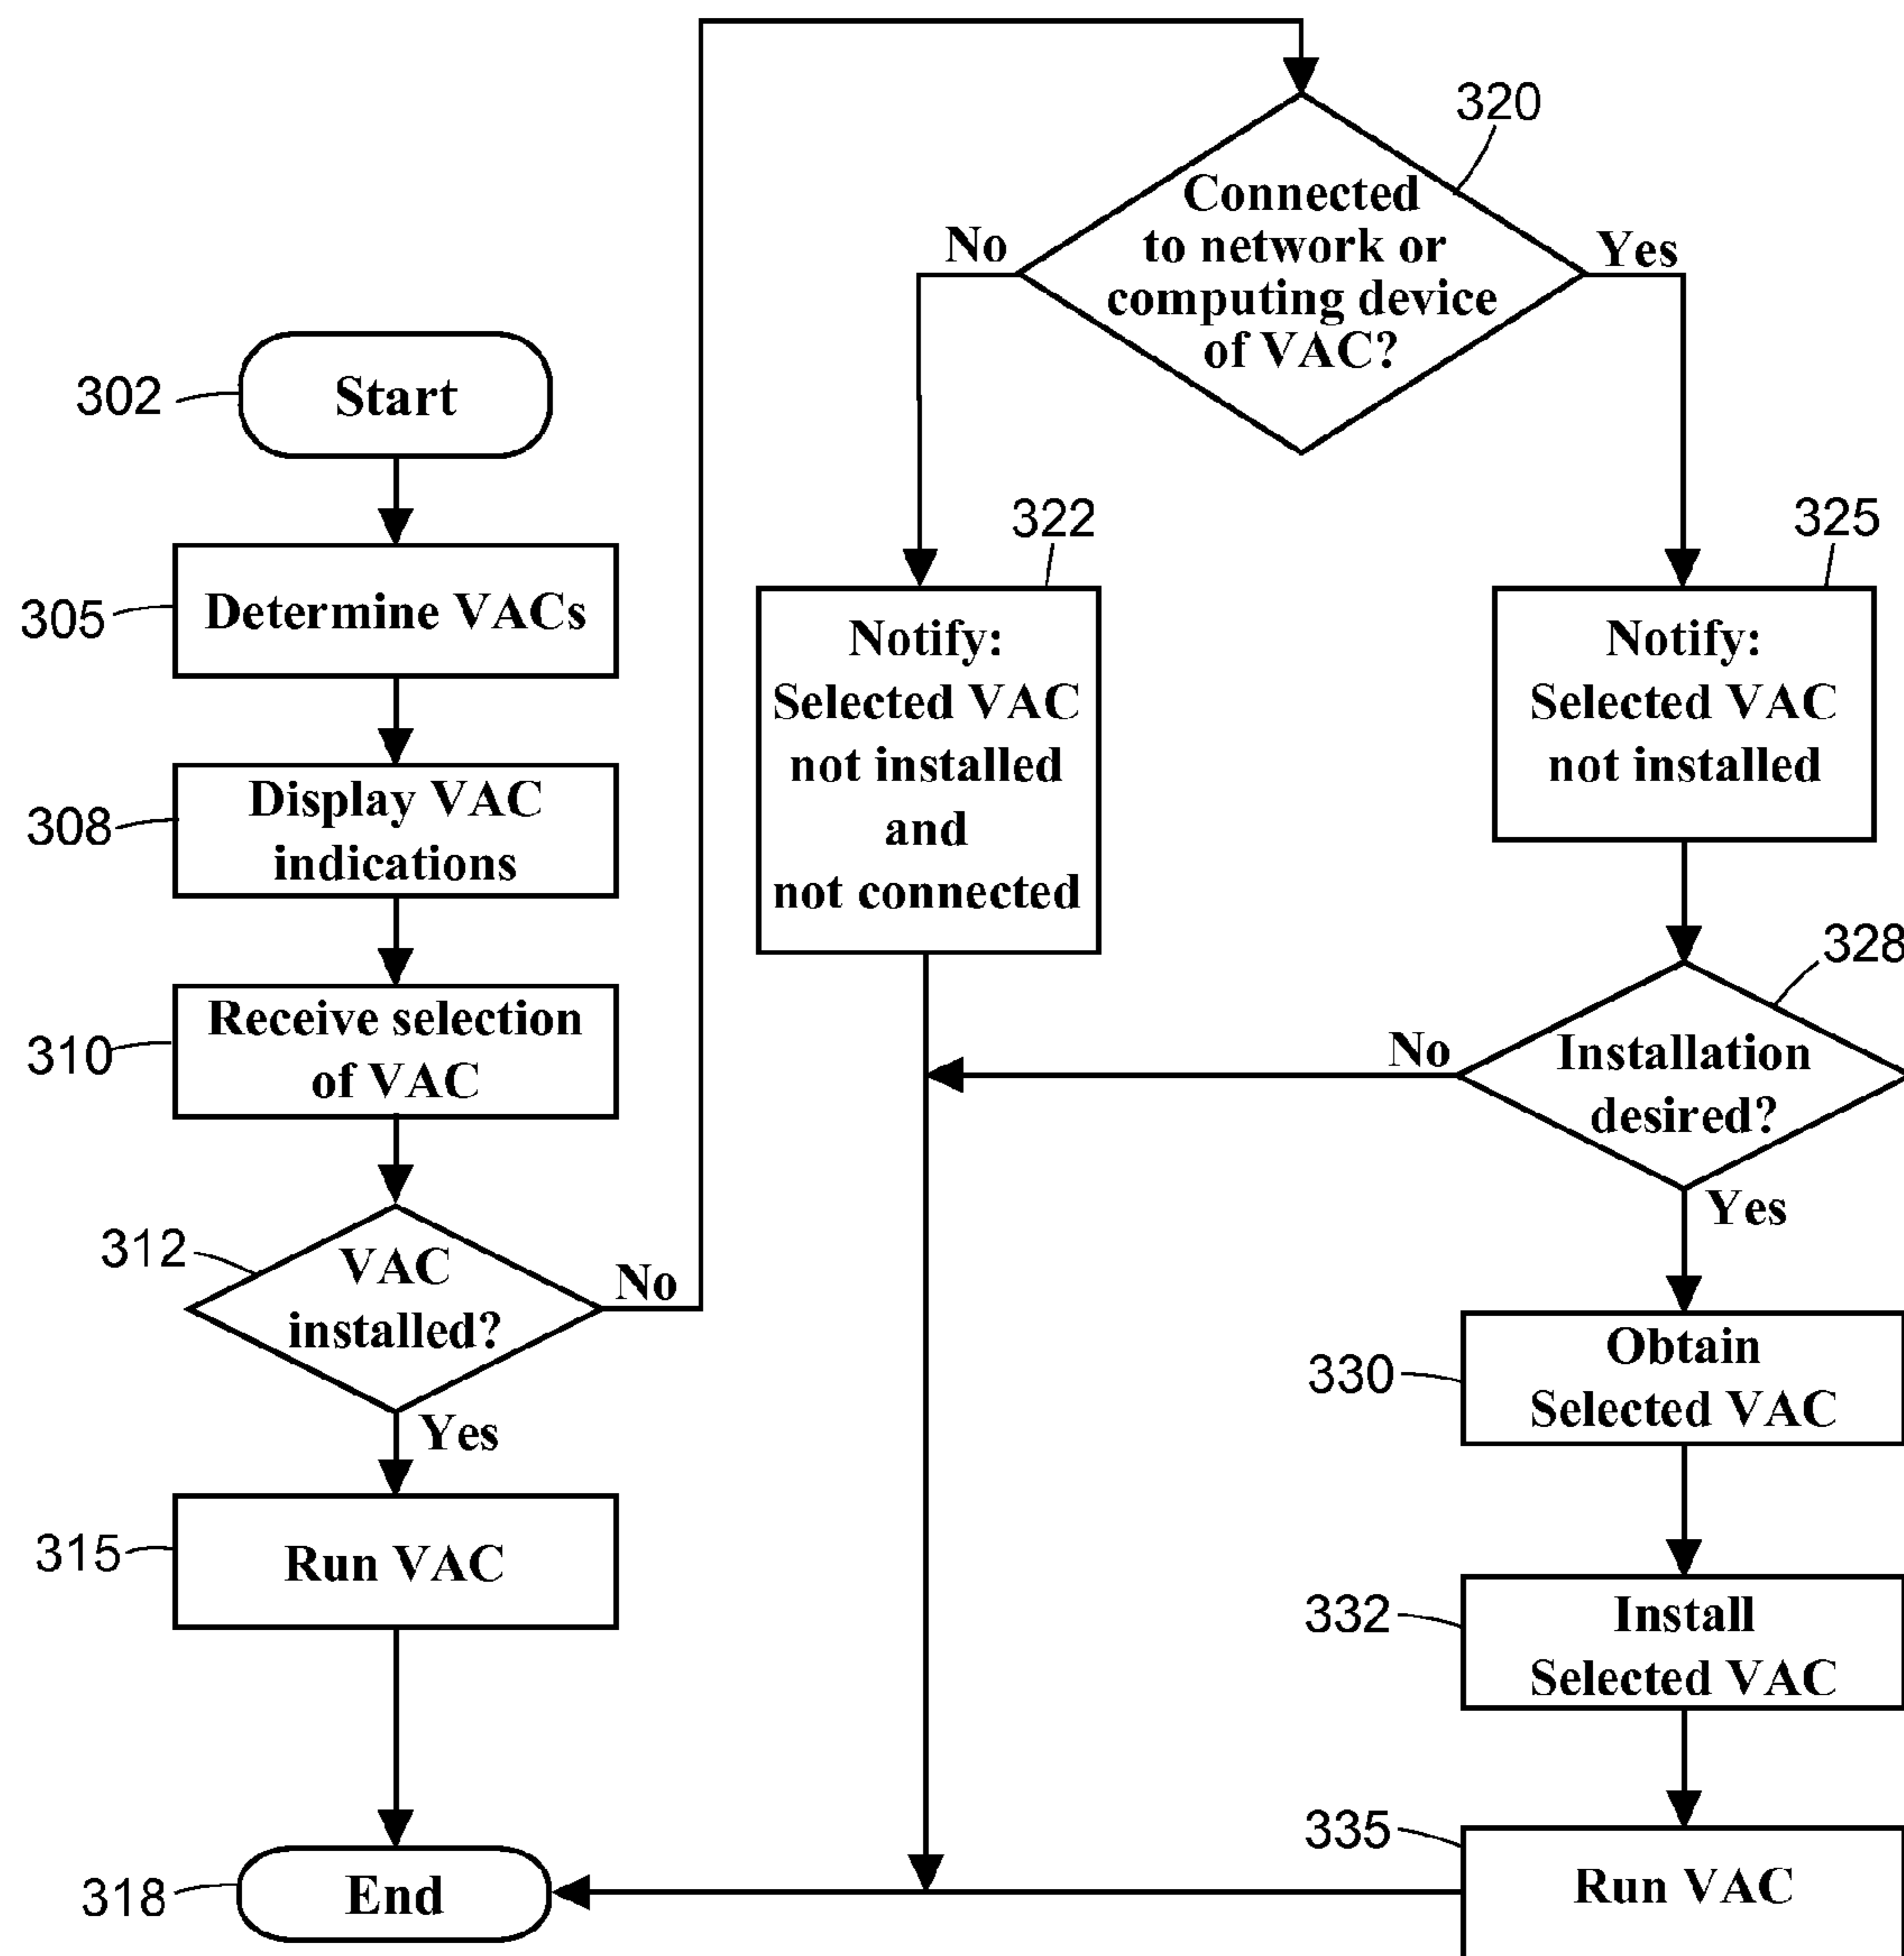 302
Start
305
Determine VACs
308
Display VAC
indications
310
Receive selection
of VAC
312
VAC
installed?
No
Yes
315
Run VAC
318
End
320
Connected
to network or
computing device
of VAC?
No
Yes
322
Notify:
Selected VAC
not installed
and
not connected
325
Notify:
Selected VAC
not installed
328
Installation
desired?
No
Yes
330
Obtain
Selected VAC
332
Install
Selected VAC
335
Run VAC